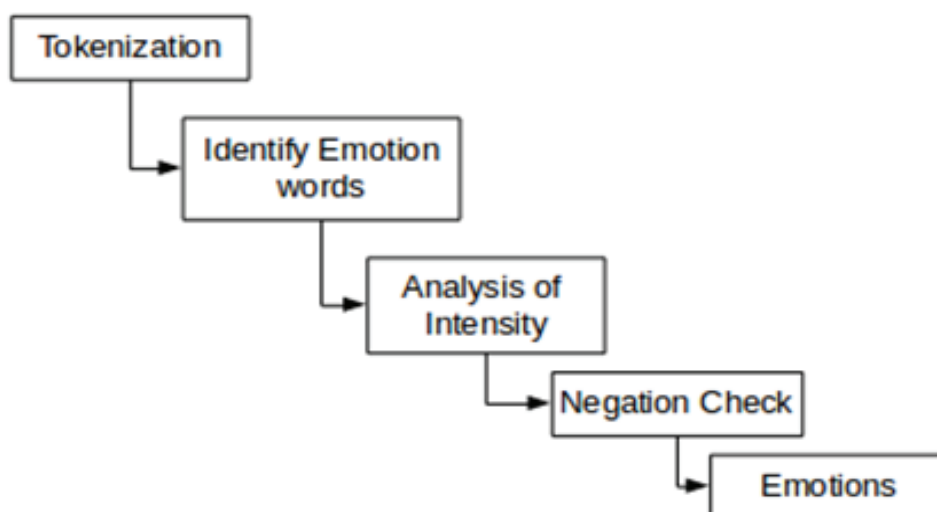 Tokenization
Identify Emotion
words
Analysis of
Intensity
Negation Check
Emotions